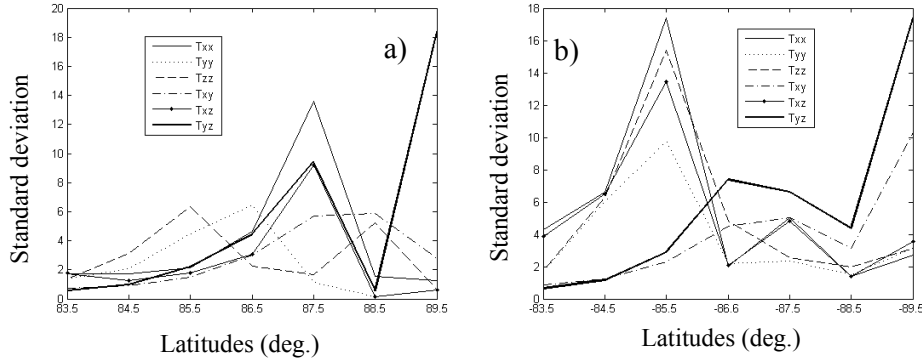 a)
Standard deviation
20
18
16
14
12
10
8
6
4
2
0
Txx
Tyy
Tzz
Txy
Txz
Tyz
83.5 84.5 85.5 86.5 87.5 88.5 89.5
Latitudes (deg.)
b)
Standard deviation
18
16
14
12
10
8
6
4
2
0
Txx
Tyy
Tzz
Txy
Txz
Tyz
-83.5 -84.5 -85.5 -86.6 -87.5 -88.5 -89.5
Latitudes (deg.)